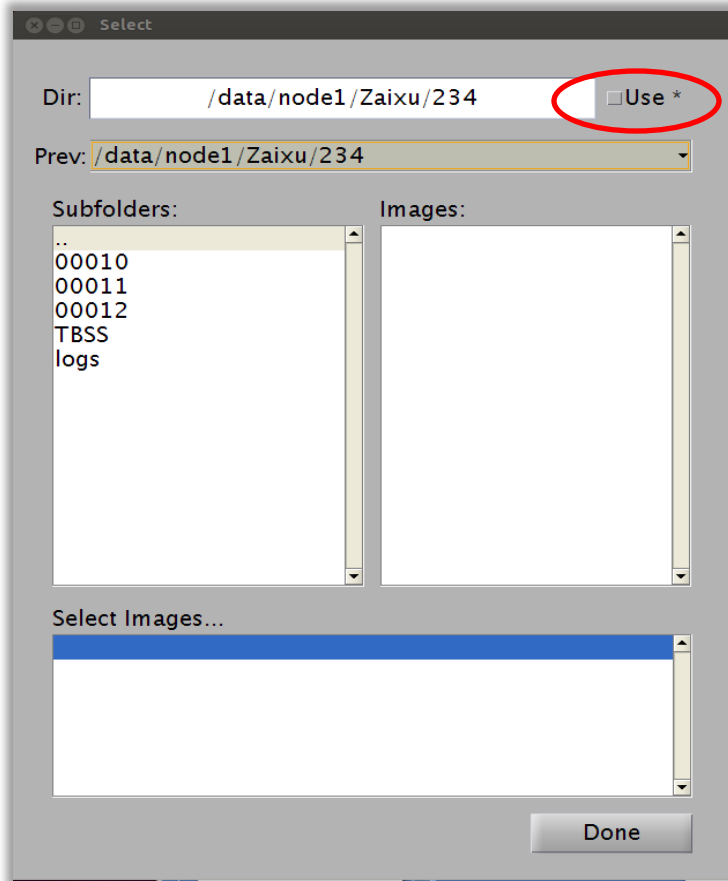 Select
Dir: /data/node1/Zaixu/234 Use *
Prev: /data/node1/Zaixu/234
Subfolders: Images:
..
00010
00011
00012
TBSS
logs
Select Images...
Done